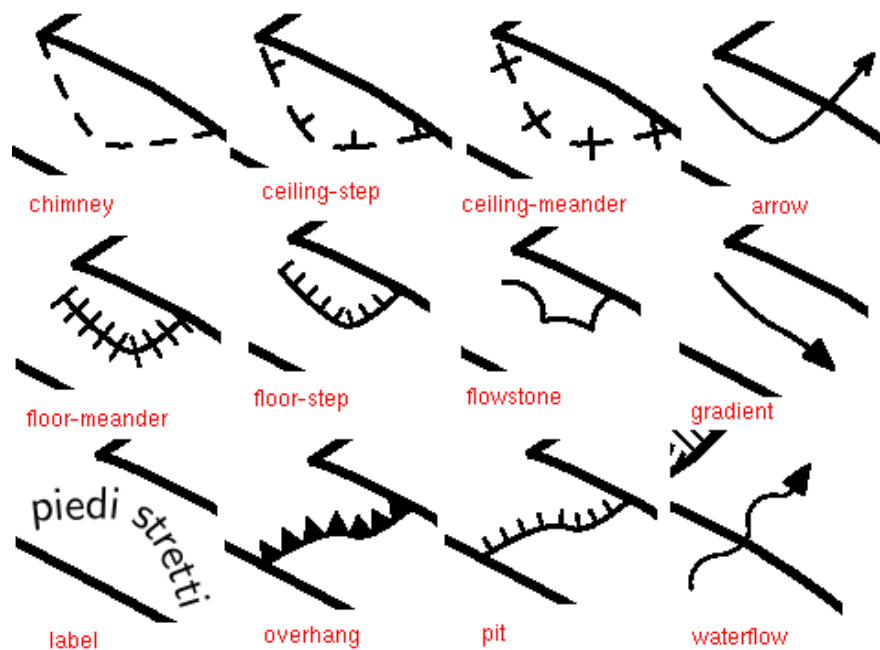 chimney
ceiling-step
ceiling-meander
arrow
floor-meander
floor-step
flowstone
gradient
piedi stretti
label
overhang
pit
waterflow